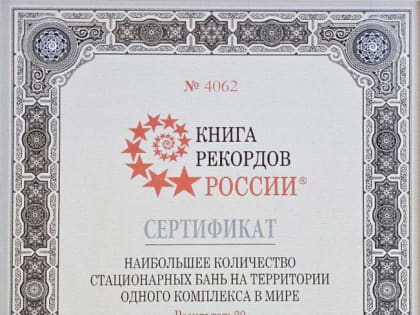 № 4062
КНИГА
РЕКОРДОВ
РОССИИ®
СЕРТИФИКАТ
НАИБОЛЬШЕЕ КОЛИЧЕСТВО
СТАЦИОНАРНЫХ БАНЬ НА ТЕРРИТОРИИ
ОДНОГО КОМПЛЕКСА В МИРЕ